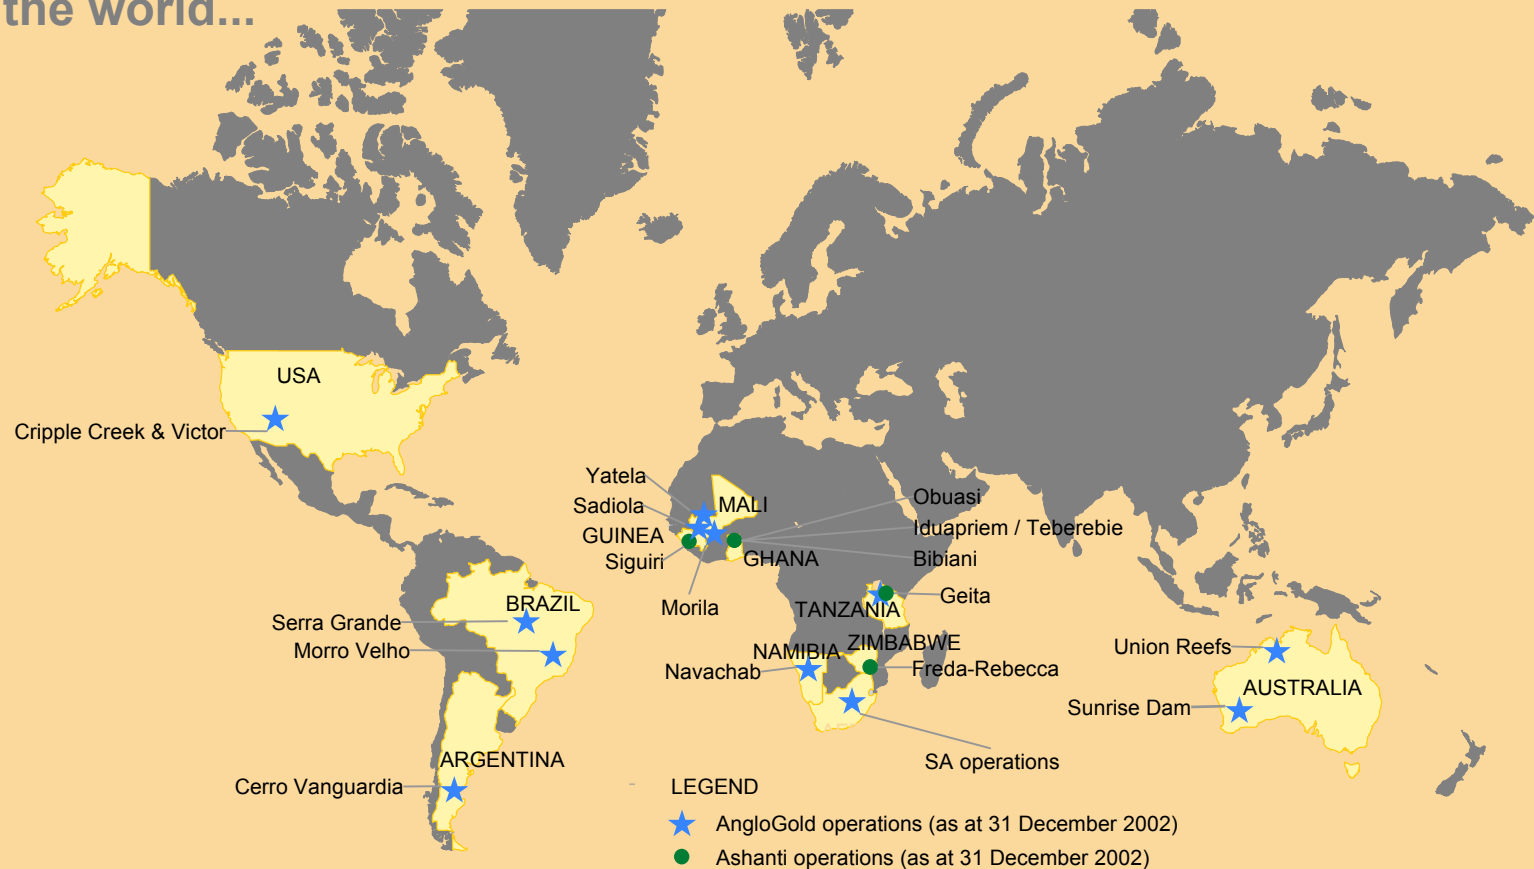 the world...
USA
Cripple Creek & Victor
Yatela
MALI
Sadiola
Obuasi
GUINEA
Iduapriem / Teberebie
Siguiri
GHANA
Bibiani
Morila
Geita
BRAZIL
TANZANIA
Serra Grande
Morro Velho
NAMIBIA
ZIMBABWE
Navachab
Freda-Rebecca
Union Reefs
AUSTRALIA
Sunrise Dam
ARGENTINA
SA operations
Cerro Vanguardia
LEGEND
AngloGold operations (as at 31 December 2002)
Ashanti operations (as at 31 December 2002)